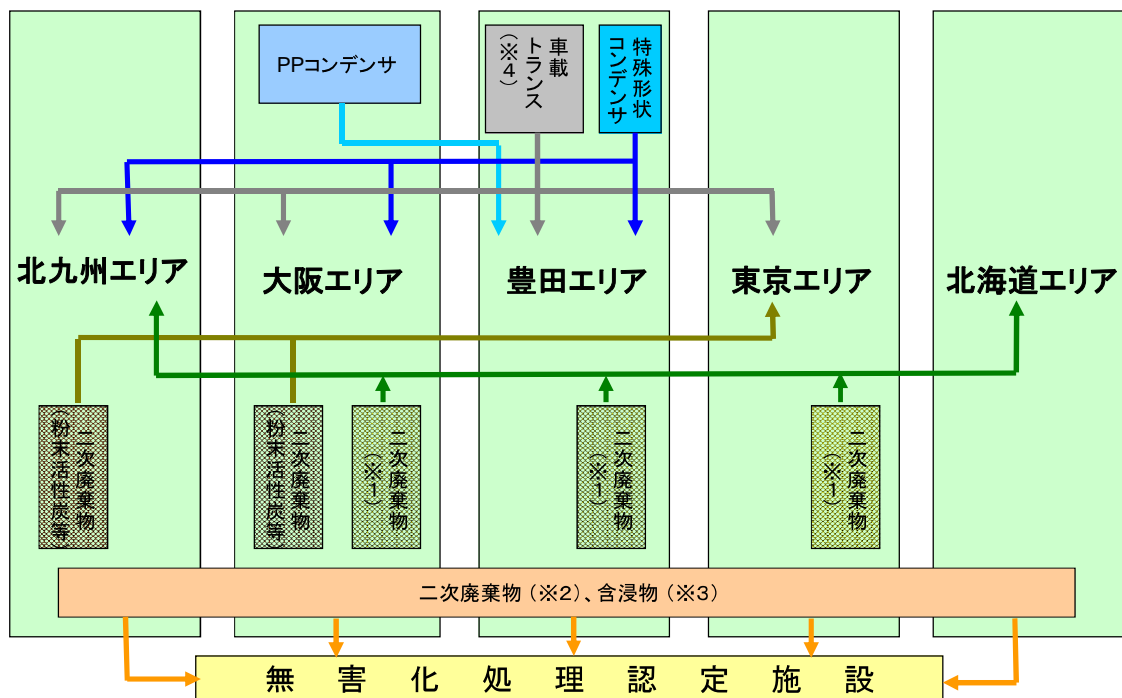 PPコンデンサ
車載
トランス
（※４）
特殊形状
コンデンサ
北九州エリア
大阪エリア
豊田エリア
東京エリア
北海道エリア
二次廃棄物
（粉末活性炭等）
二次廃棄物
（粉末活性炭等）
二次廃棄物
（※１）
二次廃棄物
（※１）
二次廃棄物
（※１）
二次廃棄物（※２）、含浸物（※３）
無害化処理認定施設